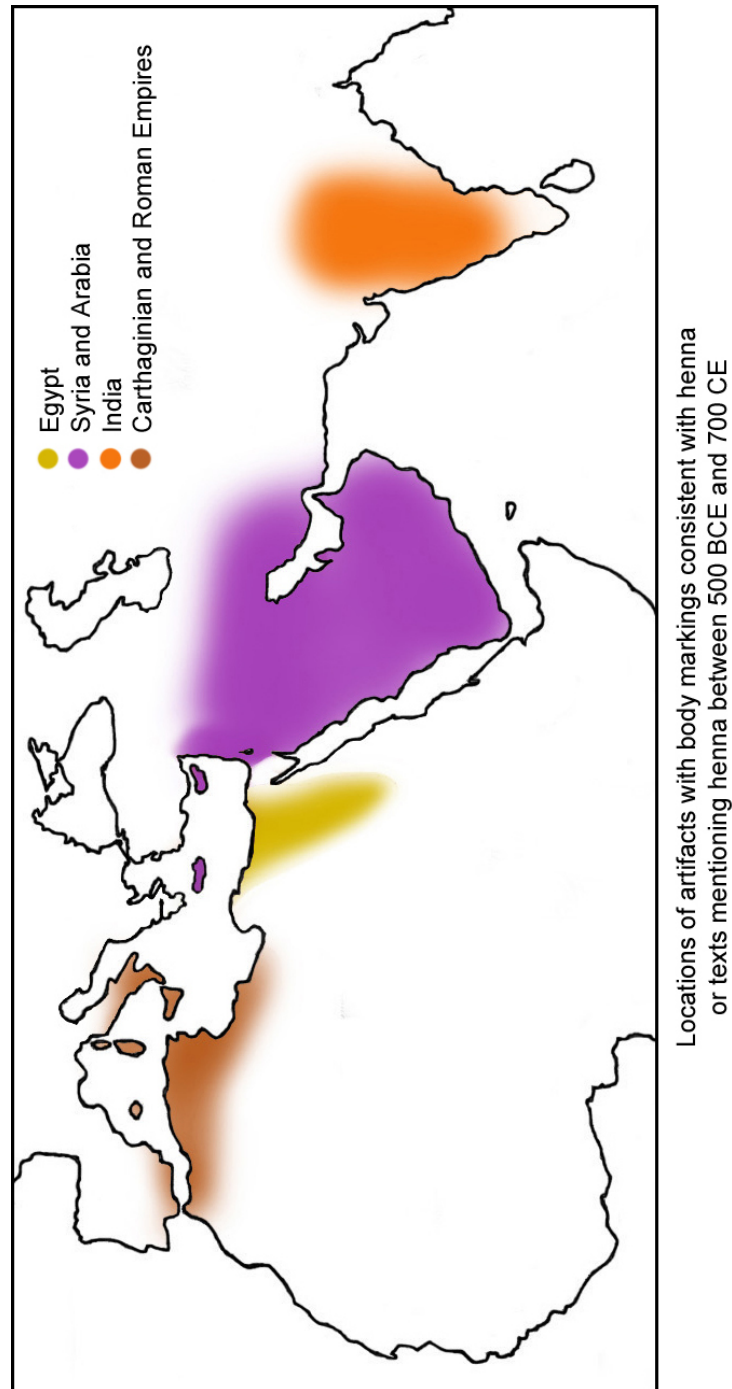 Egypt
Syria and Arabia
India
Carthaginian and Roman Empires
Locations of artifacts with body markings consistent with henna
or texts mentioning henna between 500 BCE and 700 CE